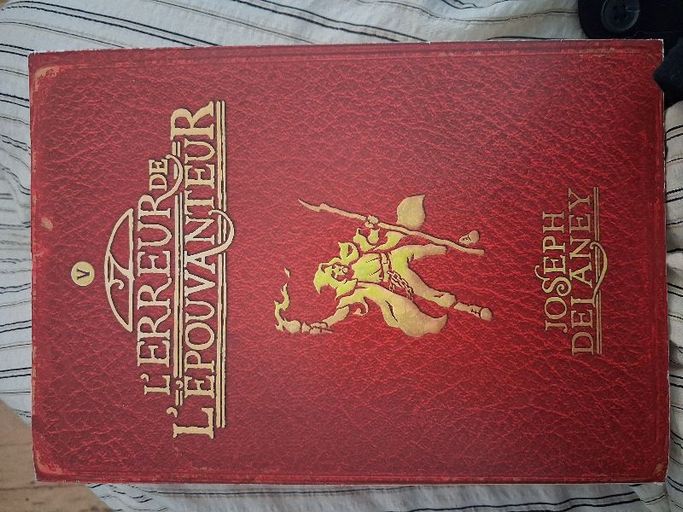 V
L'ERREUR DE
L'ÉPOUVANTEUR
JOSEPH
DELANEY